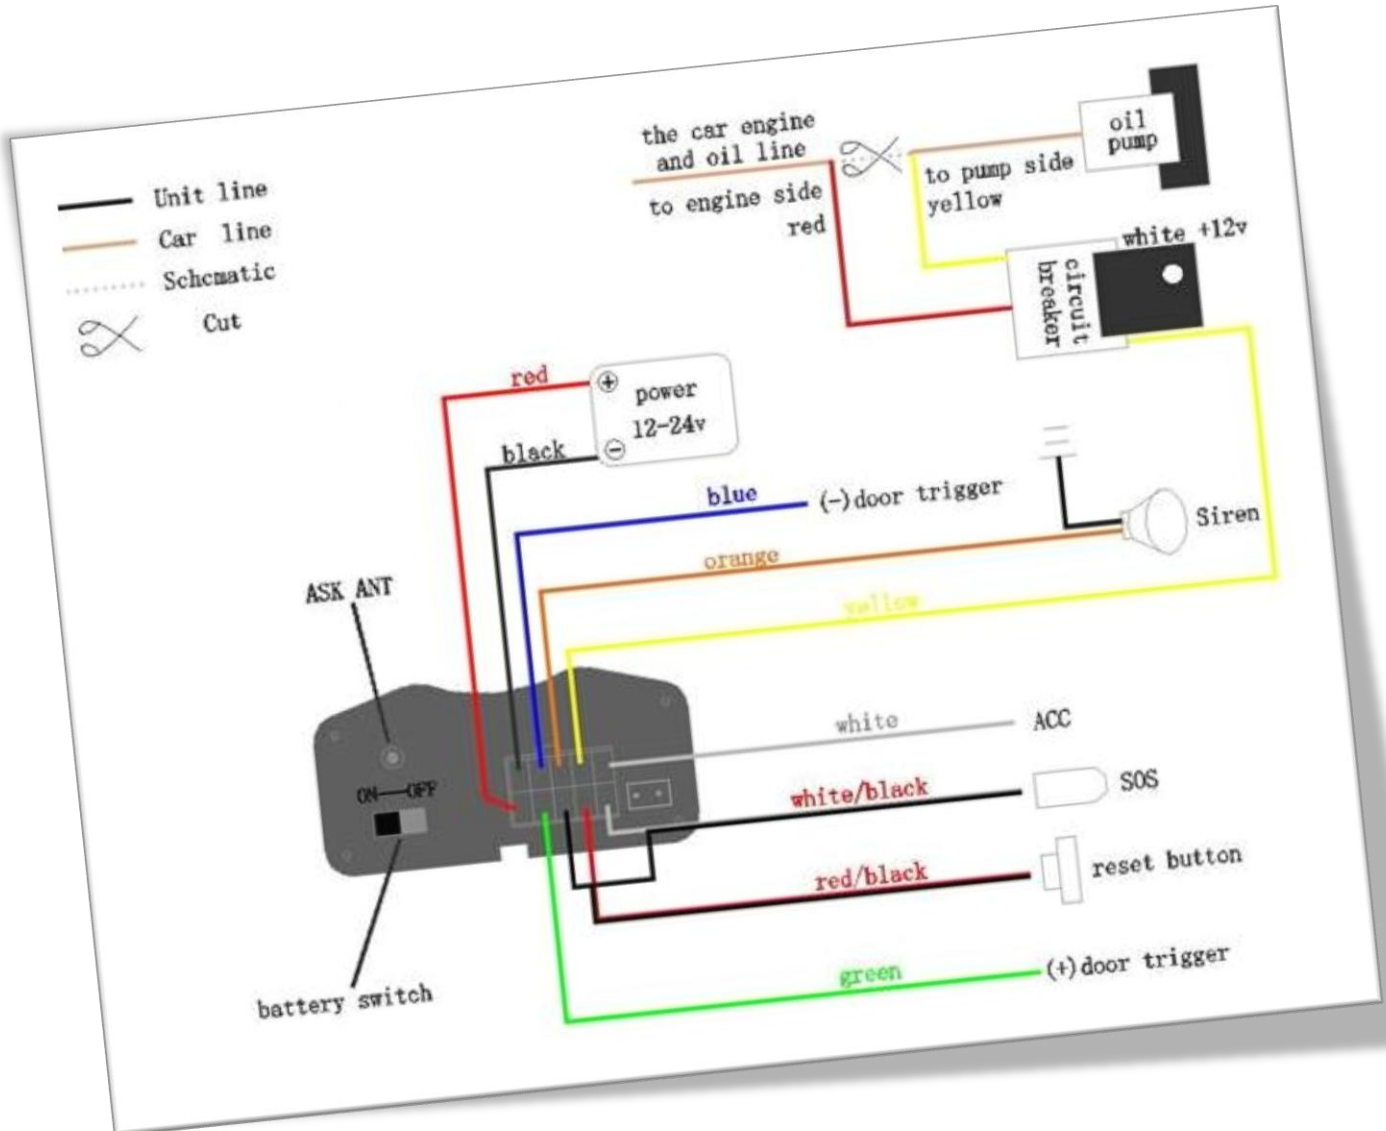 the car engine
and oil line
to engine side
red
oil
pump
to pump side
yellow
white +12v
circuit
breaker
Unit line
Car line
Schcmatic
Cut
red
power
12-24v
black
blue
(-)door trigger
orange
Siren
yellow
ASK ANT
white
ACC
ON—OFF
white/black
SOS
red/black
reset button
green
(+)door trigger
battery switch